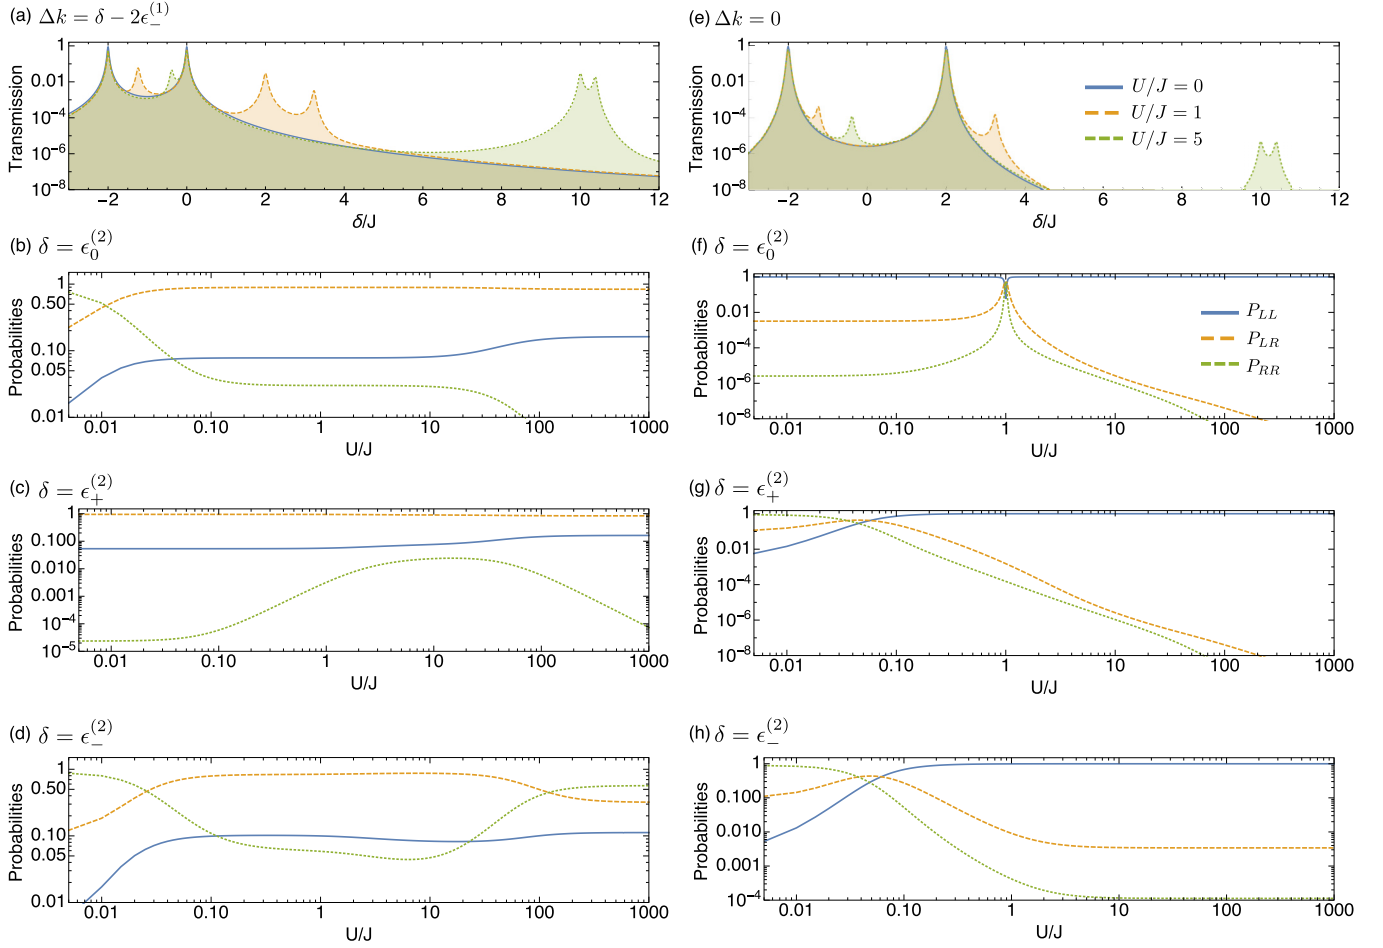 (a) Δk = δ − 2ϵ₋⁽¹⁾
1
0.01
10⁻⁴
10⁻⁶
10⁻⁸
Transmission
−2 0 2 4 6 8 10 12
δ/J
(b) δ = ϵ₀⁽²⁾
1
0.50
0.10
0.05
0.01
Probabilities
0.01 0.10 1 10 100 1000
U/J
(c) δ = ϵ₊⁽²⁾
1
0.100
0.010
0.001
10⁻⁴
10⁻⁵
Probabilities
0.01 0.10 1 10 100 1000
U/J
(d) δ = ϵ₋⁽²⁾
1
0.50
0.10
0.05
0.01
Probabilities
0.01 0.10 1 10 100 1000
U/J
(e) Δk = 0
1
0.01
10⁻⁴
10⁻⁶
10⁻⁸
Transmission
U/J = 0
U/J = 1
U/J = 5
−2 0 2 4 6 8 10 12
δ/J
(f) δ = ϵ₀⁽²⁾
1
0.01
10⁻⁴
10⁻⁶
10⁻⁸
Probabilities
P_LL
P_LR
P_RR
0.01 0.10 1 10 100 1000
U/J
(g) δ = ϵ₊⁽²⁾
1
0.01
10⁻⁴
10⁻⁶
10⁻⁸
Probabilities
0.01 0.10 1 10 100 1000
U/J
(h) δ = ϵ₋⁽²⁾
1
0.100
0.010
0.001
10⁻⁴
Probabilities
0.01 0.10 1 10 100 1000
U/J